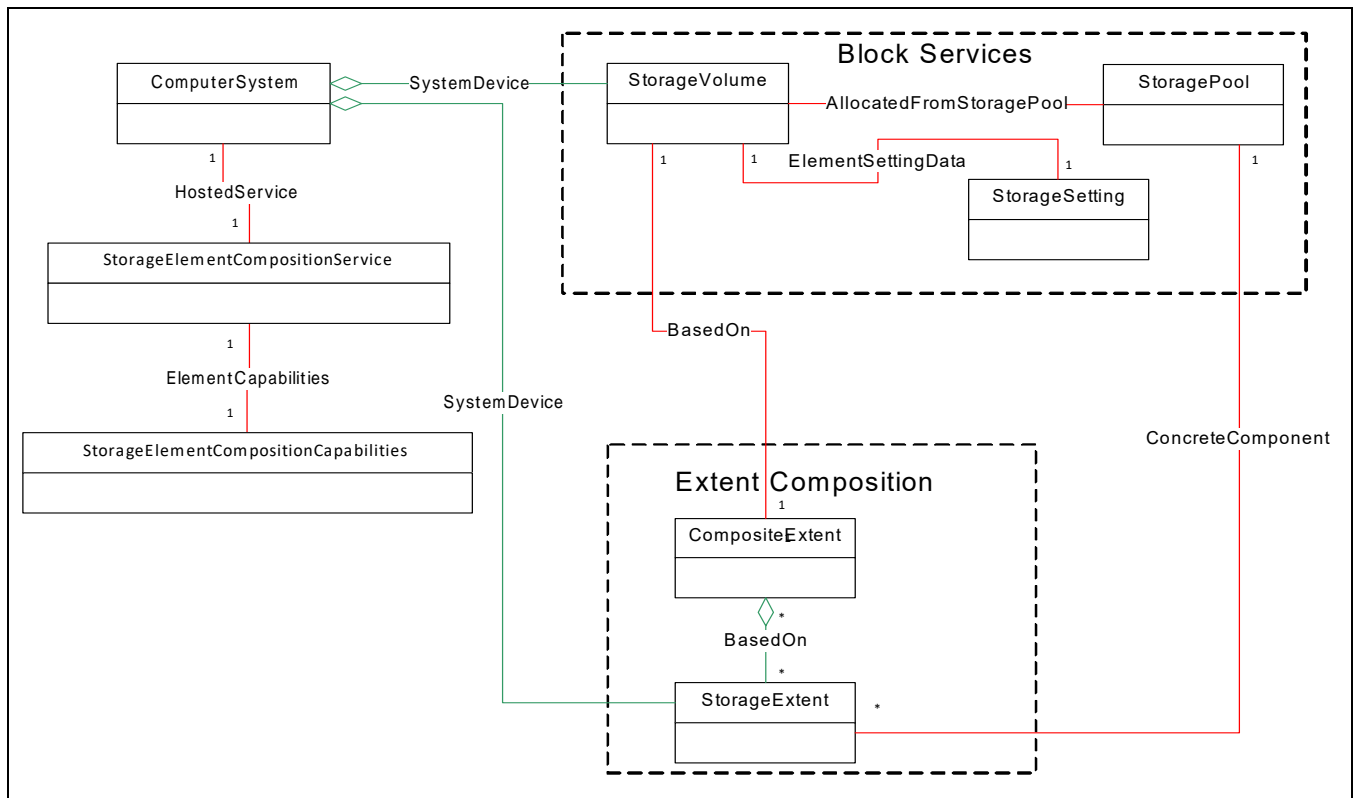 Block Services
ComputerSystem
SystemDevice
StorageVolume
StoragePool
AllocatedFromStoragePool
1
1
ElementSettingData
1
1
1
HostedService
StorageSetting
1
StorageElementCompositionService
BasedOn
1
ElementCapabilities
SystemDevice
1
ConcreteComponent
StorageElementCompositionCapabilities
Extent Composition
1
CompositeExtent
*
BasedOn
*
StorageExtent
*